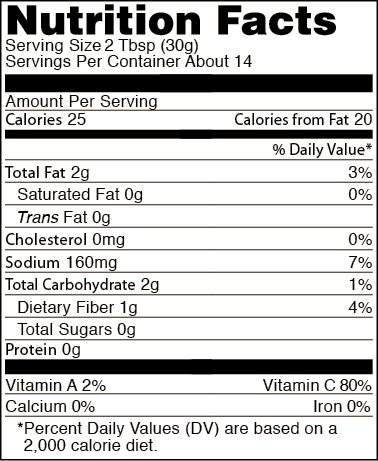 Nutrition Facts
Serving Size 2 Tbsp (30g)
Servings Per Container About 14
Amount Per Serving
Calories 25 Calories from Fat 20
% Daily Value*
Total Fat 2g 3%
Saturated Fat 0g 0%
Trans Fat 0g
Cholesterol 0mg 0%
Sodium 160mg 7%
Total Carbohydrate 2g 1%
Dietary Fiber 1g 4%
Total Sugars 0g
Protein 0g
Vitamin A 2% Vitamin C 80%
Calcium 0% Iron 0%
*Percent Daily Values (DV) are based on a
2,000 calorie diet.